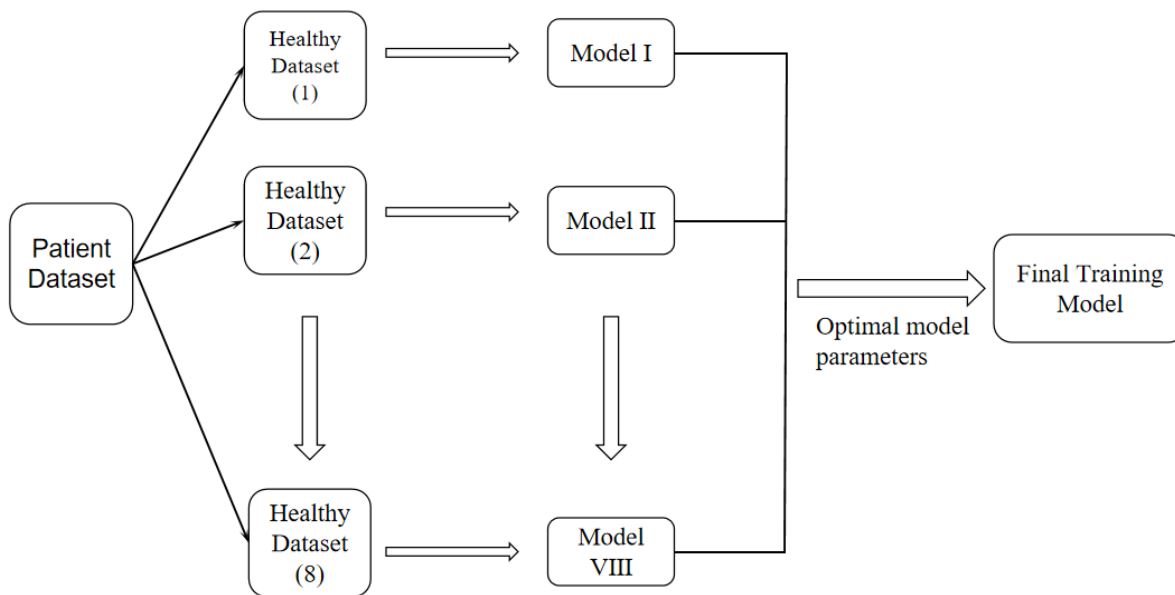 Healthy
Dataset
(1)
Model I
Healthy
Dataset
(2)
Model II
Patient
Dataset
Final Training
Model
Optimal model
parameters
Healthy
Dataset
(8)
Model
VIII